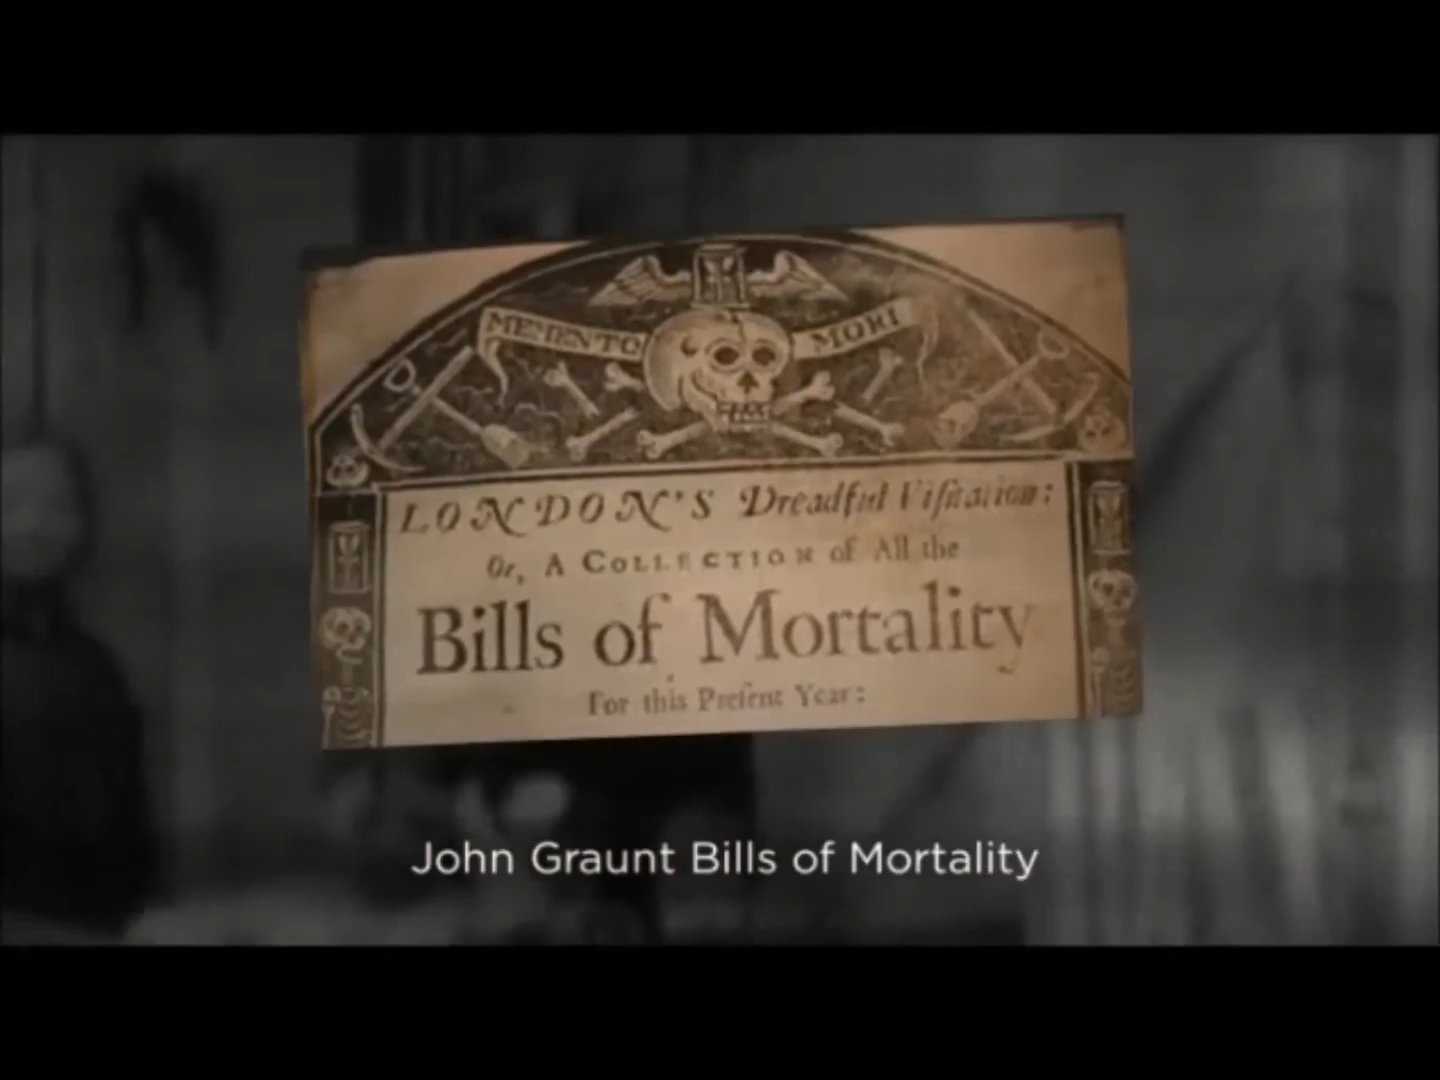 MEMENTO MORI
LONDON'S Dreadful Viſitation:
Or, A COLLECTION of All the
Bills of Mortality
For this Preſent Year:
John Graunt Bills of Mortality